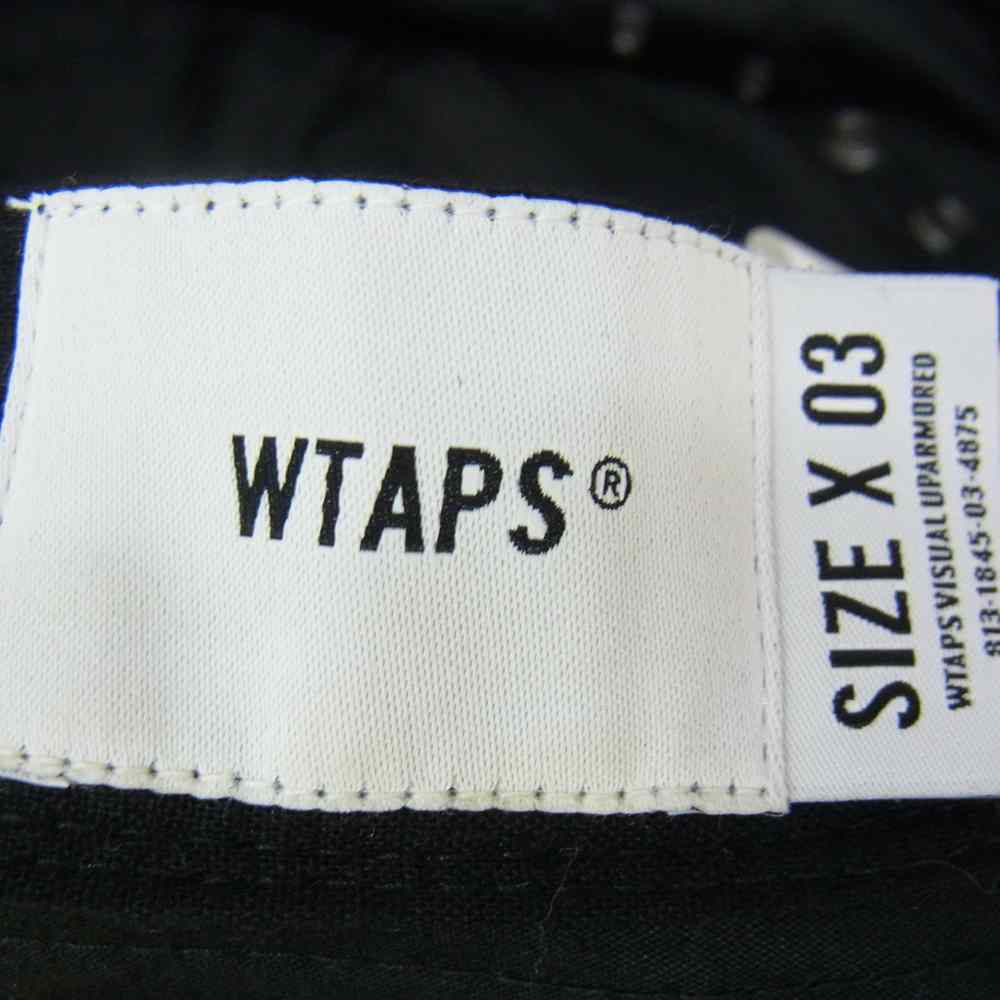 WTAPS®
SIZE X 03
WTAPS VISUAL UPARMORED
813-1845-03-4875